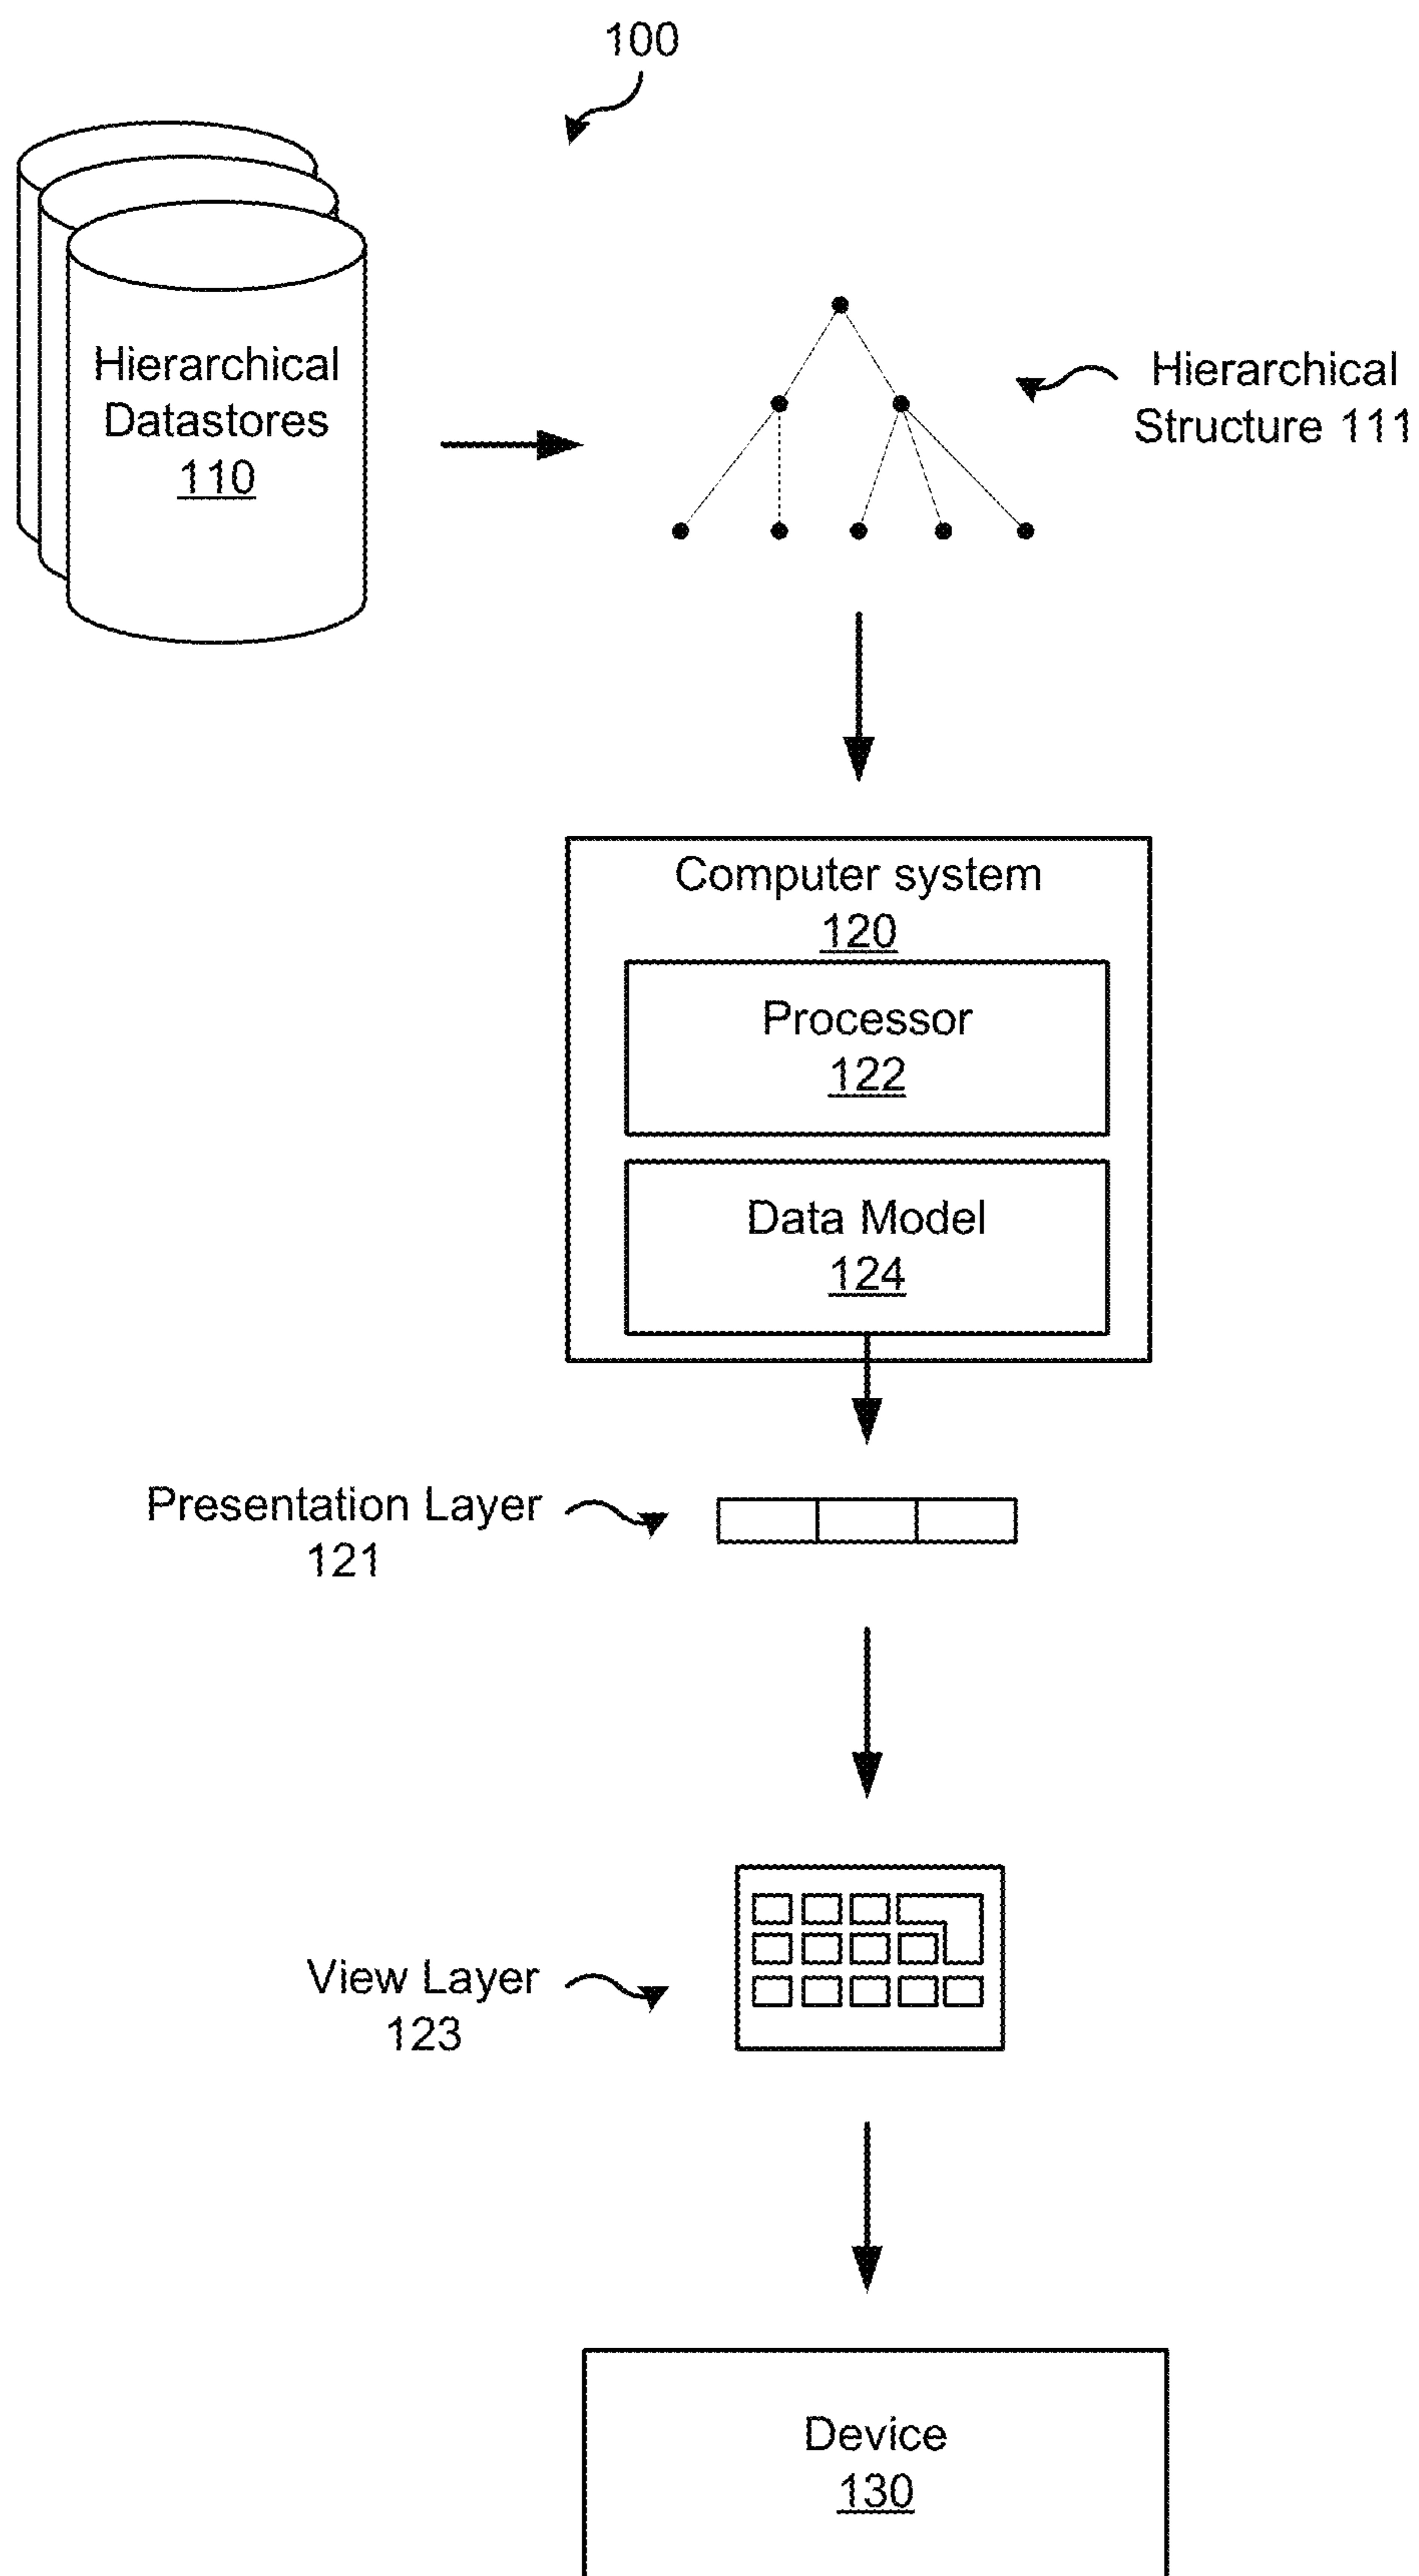 100
Hierarchical
Datastores
110
Hierarchical
Structure 111
Computer system
120
Processor
122
Data Model
124
Presentation Layer
121
View Layer
123
Device
130